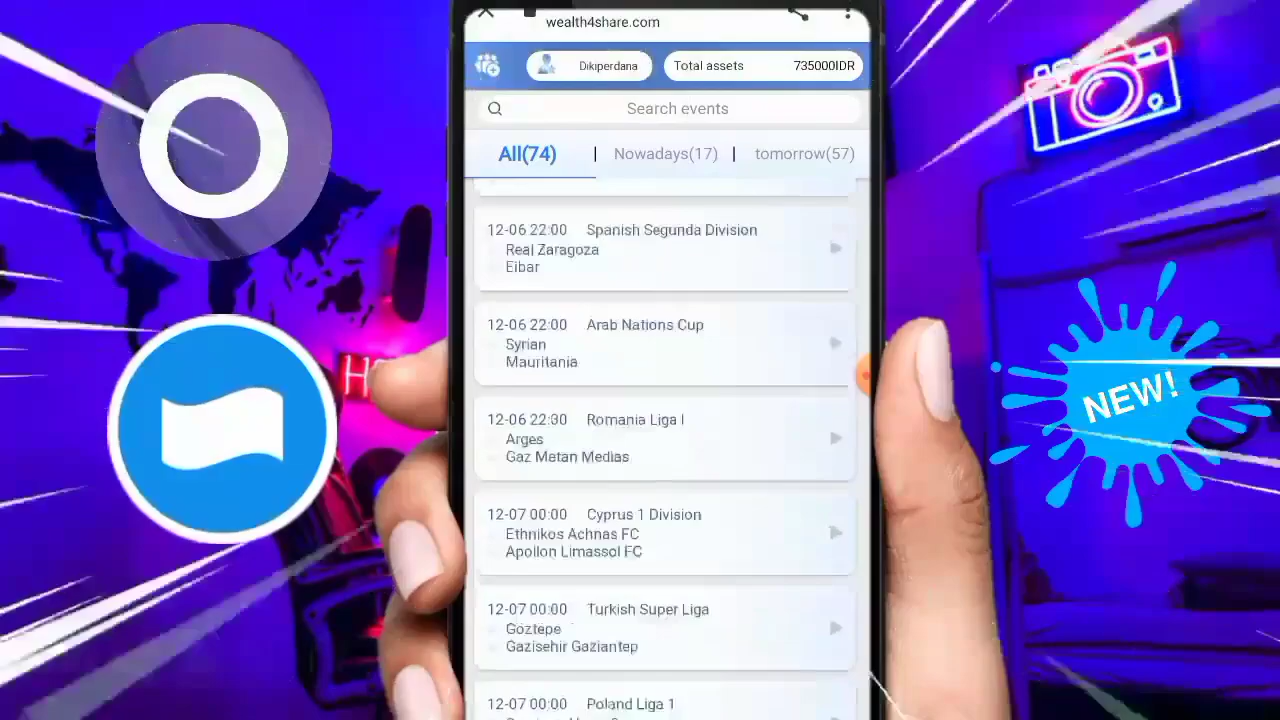 wealth4share.com
Dikiperdana
Total assets 735000IDR
Search events
All(74) | Nowadays(17) | tomorrow(57)
12-06 22:00 Spanish Segunda Division
Real Zaragoza
Eibar
12-06 22:00 Arab Nations Cup
Syrian
Mauritania
12-06 22:30 Romania Liga I
Arges
Gaz Metan Medias
12-07 00:00 Cyprus 1 Division
Ethnikos Achnas FC
Apollon Limassol FC
12-07 00:00 Turkish Super Liga
Goztepe
Gazisehir Gaziantep
12-07 00:00 Poland Liga 1
NEW!